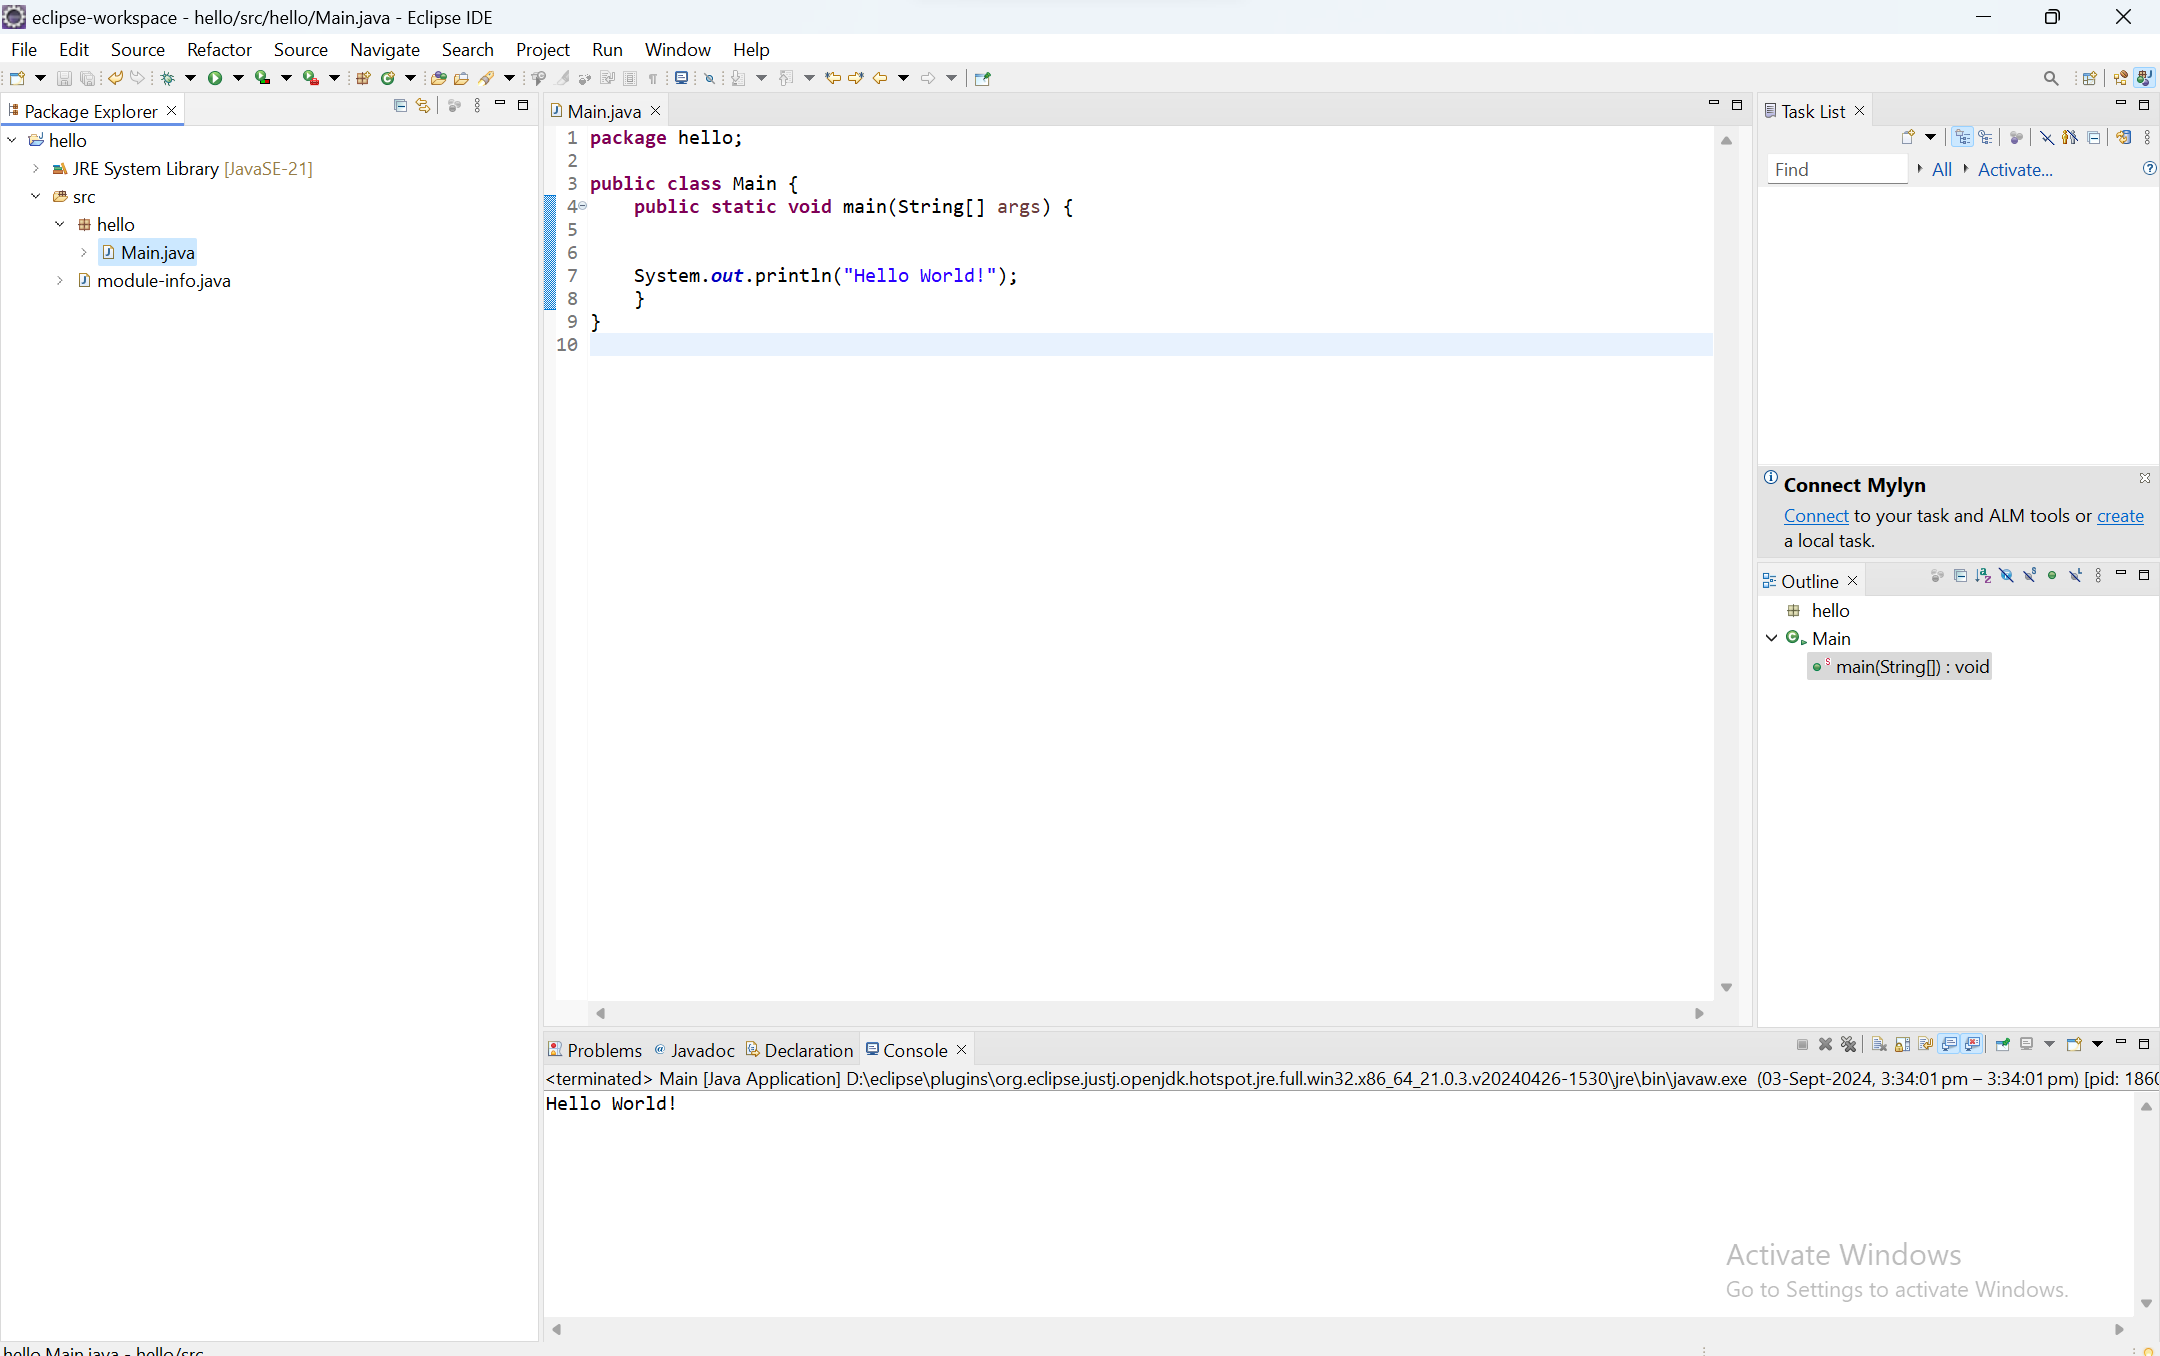 eclipse-workspace - hello/src/hello/Main.java - Eclipse IDE
File Edit Source Refactor Source Navigate Search Project Run Window Help
Package Explorer
hello
JRE System Library [JavaSE-21]
src
hello
Main.java
module-info.java
Main.java
1 package hello;
2
3 public class Main {
4 public static void main(String[] args) {
5
6
7 System.out.println("Hello World!");
8 }
9 }
10
Task List
Find All Activate...
Connect Mylyn
Connect to your task and ALM tools or create
a local task.
Outline
hello
Main
main(String[]) : void
Problems Javadoc Declaration Console
<terminated> Main [Java Application] D:\eclipse\plugins\org.eclipse.justj.openjdk.hotspot.jre.full.win32.x86_64_21.0.3.v20240426-1530\jre\bin\javaw.exe (03-Sept-2024, 3:34:01 pm – 3:34:01 pm) [pid: 186
Hello World!
Activate Windows
Go to Settings to activate Windows.
hello.Main.java - hello/src